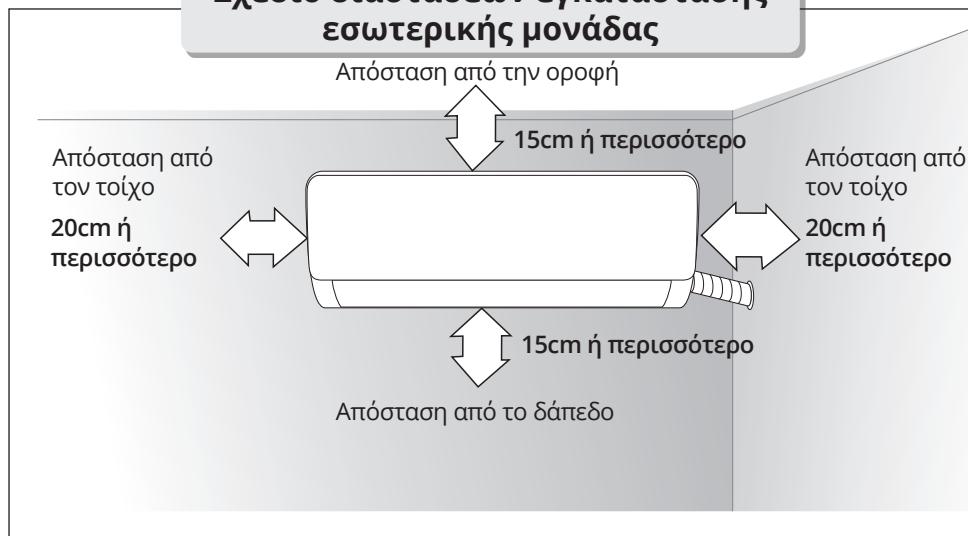 εσωτερικής μονάδας
Απόσταση από την οροφή
15cm ή περισσότερο
Απόσταση από
τον τοίχο
20cm ή
περισσότερο
Απόσταση από
τον τοίχο
20cm ή
περισσότερο
15cm ή περισσότερο
Απόσταση από το δάπεδο